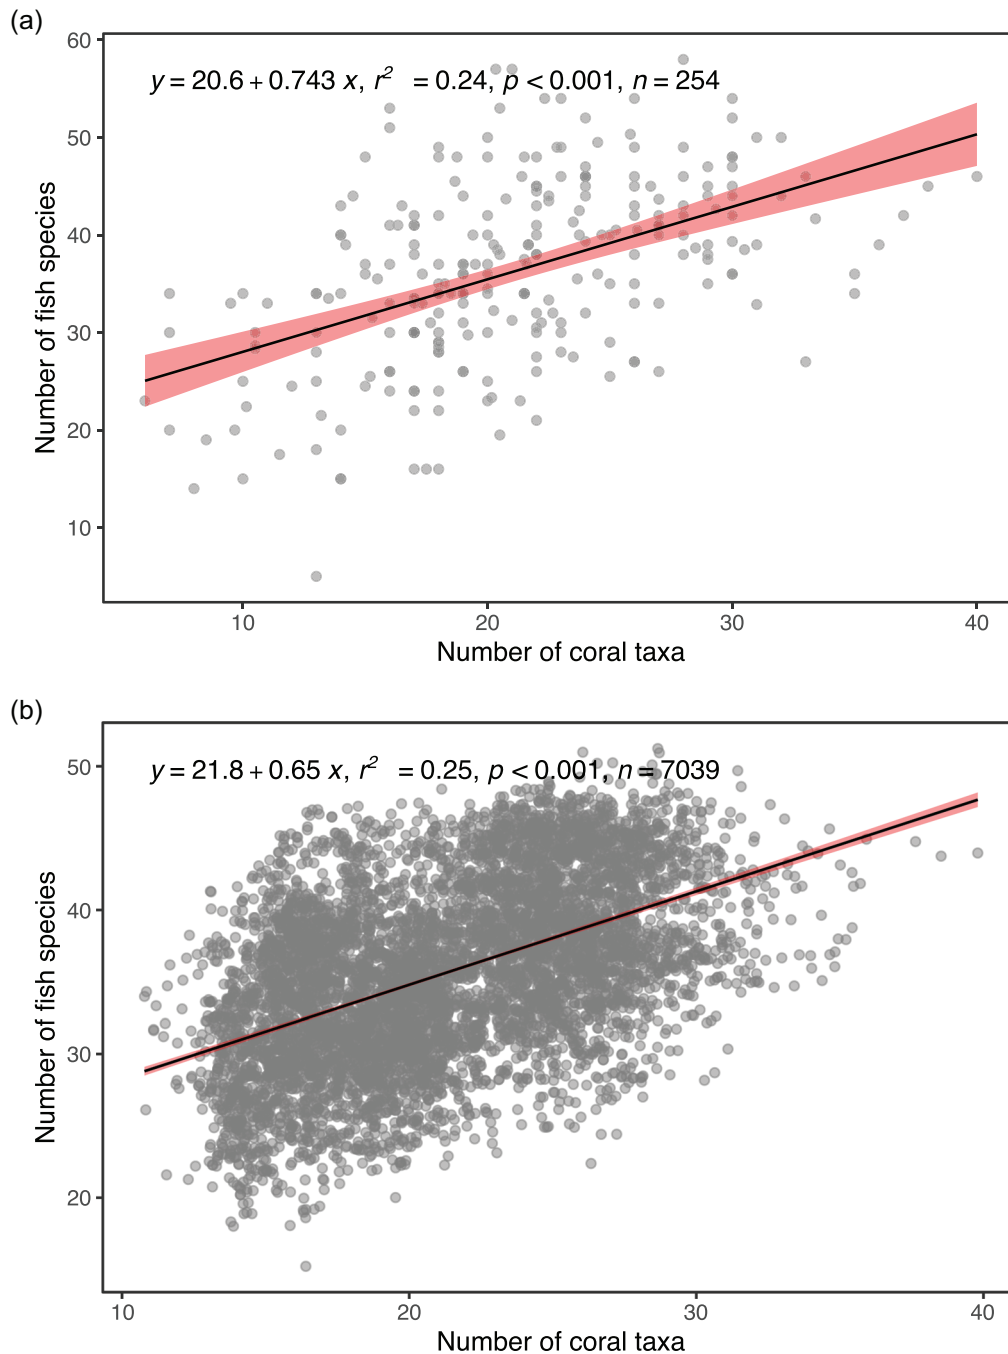 (a)
y = 20.6 + 0.743 x, r² = 0.24, p < 0.001, n = 254
60
50
40
30
20
10
Number of fish species
10 20 30 40
Number of coral taxa
(b)
y = 21.8 + 0.65 x, r² = 0.25, p < 0.001, n = 7039
50
40
30
20
Number of fish species
10 20 30 40
Number of coral taxa